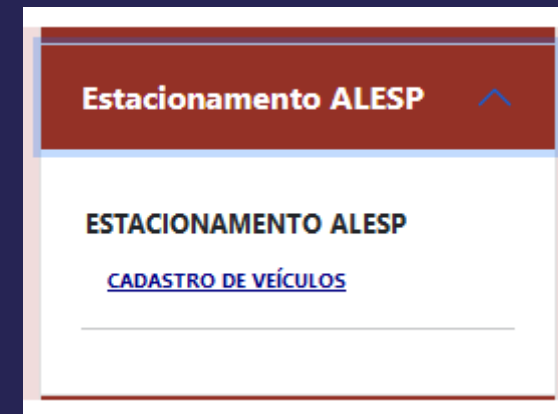 Estacionamento ALESP
ESTACIONAMENTO ALESP
CADASTRO DE VEÍCULOS